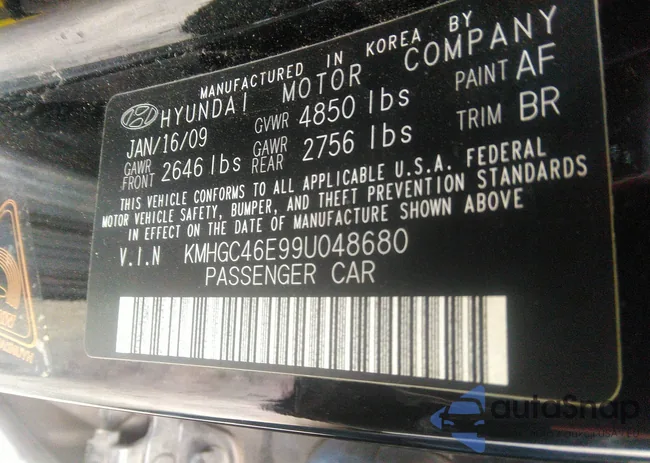 MANUFACTURED IN KOREA BY
HYUNDAI MOTOR COMPANY
JAN/16/09 GVWR 4850 lbs PAINT AF
GAWR FRONT 2646 lbs GAWR REAR 2756 lbs TRIM BR
THIS VEHICLE CONFORMS TO ALL APPLICABLE U.S.A. FEDERAL
MOTOR VEHICLE SAFETY, BUMPER, AND THEFT PREVENTION STANDARDS
IN EFFECT ON THE DATE OF MANUFACTURE SHOWN ABOVE
V.I.N KMHGC46E99U048680
PASSENGER CAR
autoSnap